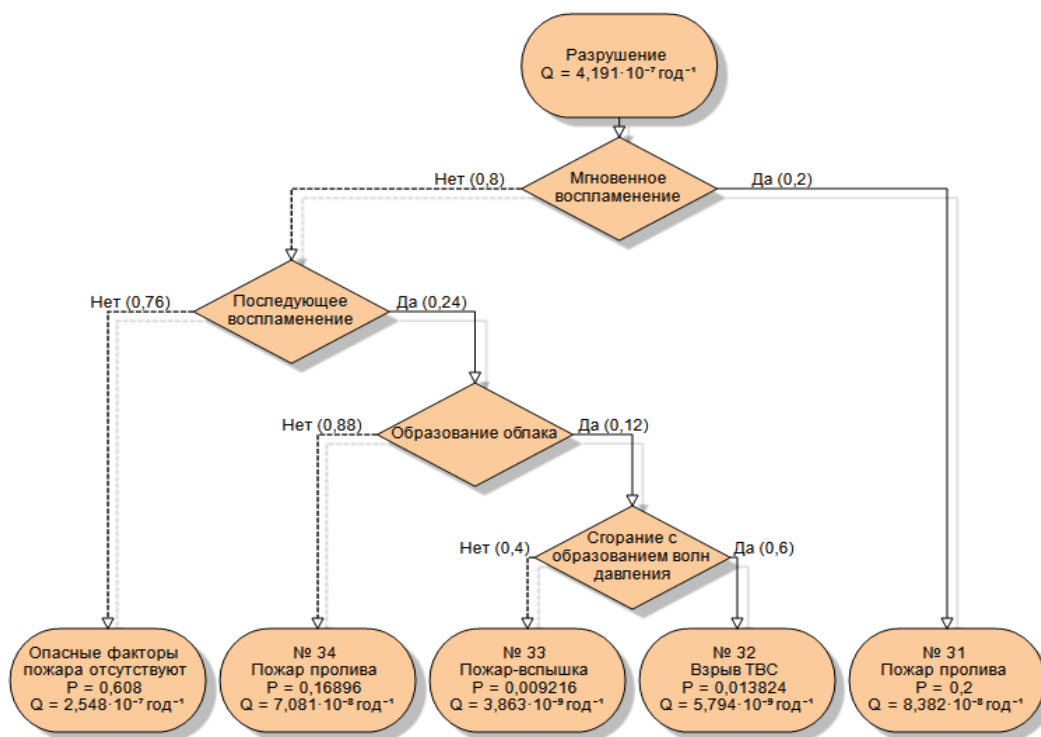 Разрушение
Q = 4,191·10⁻⁷ год⁻¹
Нет (0,8)
Мгновенное
воспламенение
Да (0,2)
Нет (0,76)
Последующее
воспламенение
Да (0,24)
Нет (0,88)
Образование облака
Да (0,12)
Нет (0,4)
Сгорание с
образованием волн
давления
Да (0,6)
Опасные факторы
пожара отсутствуют
P = 0,608
Q = 2,548·10⁻⁷ год⁻¹
№ 34
Пожар пролива
P = 0,16896
Q = 7,081·10⁻⁸ год⁻¹
№ 33
Пожар-вспышка
P = 0,009216
Q = 3,863·10⁻⁹ год⁻¹
№ 32
Взрыв ТВС
P = 0,013824
Q = 5,794·10⁻⁹ год⁻¹
№ 31
Пожар пролива
P = 0,2
Q = 8,382·10⁻⁸ год⁻¹